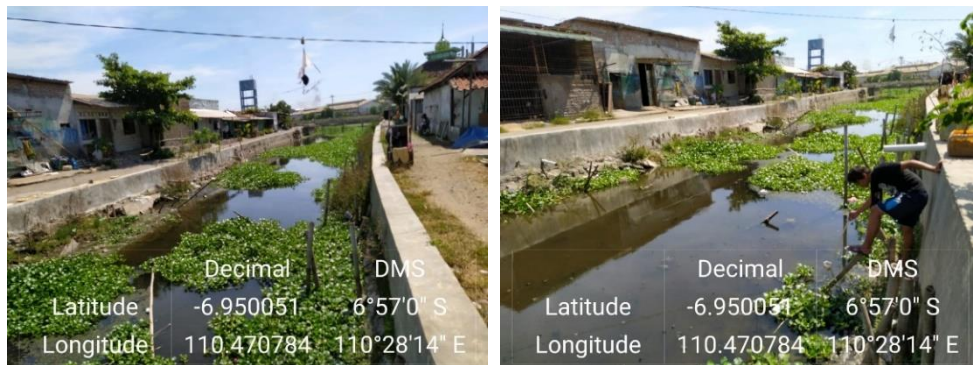 Decimal DMS
Latitude -6.950051 6°57'0" S
Longitude 110.470784 110°28'14" E
Decimal DMS
Latitude -6.950051 6°57'0" S
Longitude 110.470784 110°28'14" E